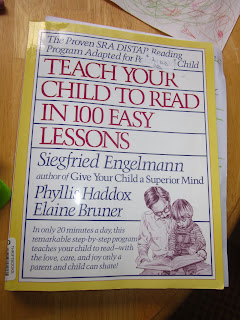 The Proven SRA DISTAR Reading
Program Adapted for Child
TEACH YOUR
CHILD TO READ
IN 100 EASY
LESSONS
Siegfried Engelmann
author of Give Your Child a Superior Mind
Phyllis Haddox
Elaine Bruner
In only 20 minutes a day, this
remarkable step-by-step program
teaches your child to read—with
the love, care, and joy only a
parent and child can share!